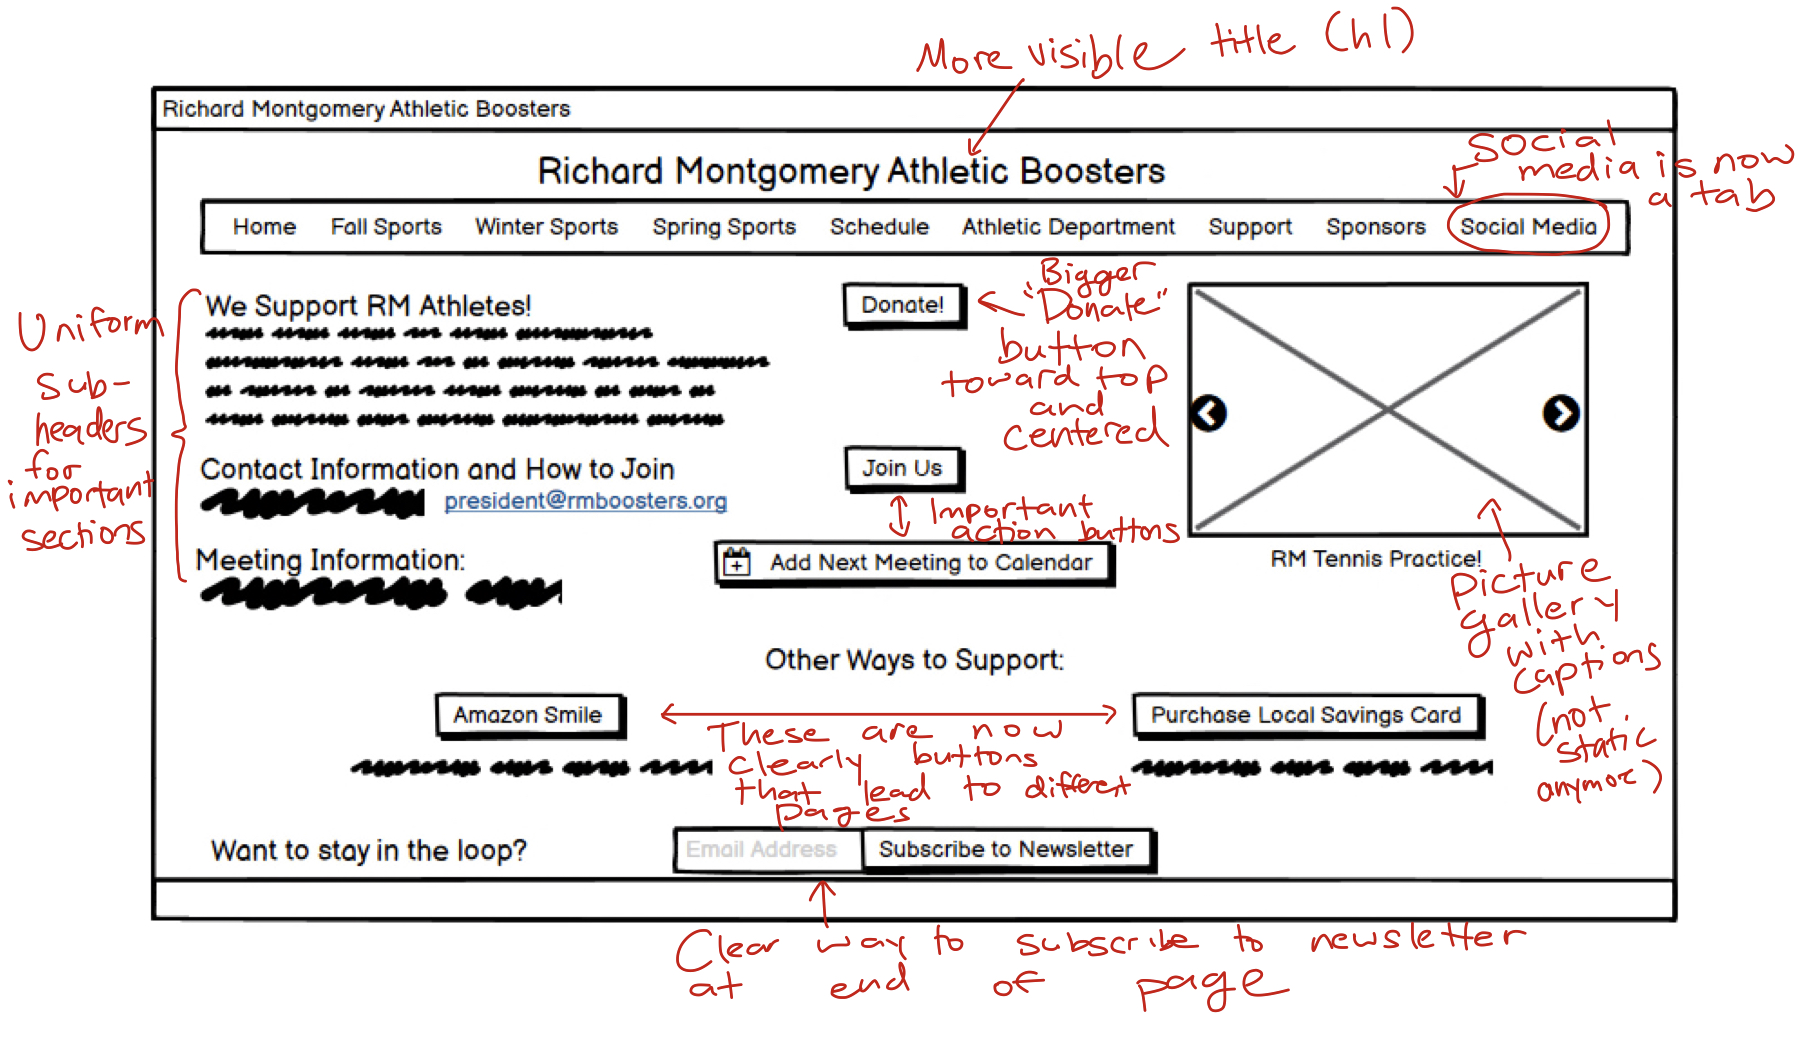 More visible title (h1)
Richard Montgomery Athletic Boosters
Richard Montgomery Athletic Boosters
Social
media is now
a tab
Home Fall Sports Winter Sports Spring Sports Schedule Athletic Department Support Sponsors Social Media
Uniform
sub-
headers
for
important
sections
We Support RM Athletes!
Donate!
Bigger
"Donate"
button
toward top
and
centered
Contact Information and How to Join
president@rmboosters.org
Join Us
Important
action buttons
Meeting Information:
Add Next Meeting to Calendar
RM Tennis Practice!
Picture
gallery
with
captions
(not
static
anymore)
Other Ways to Support:
Amazon Smile
Purchase Local Savings Card
These are now
clearly buttons
that lead to different
pages
Want to stay in the loop?
Email Address
Subscribe to Newsletter
Clear way to subscribe to newsletter
at end of page